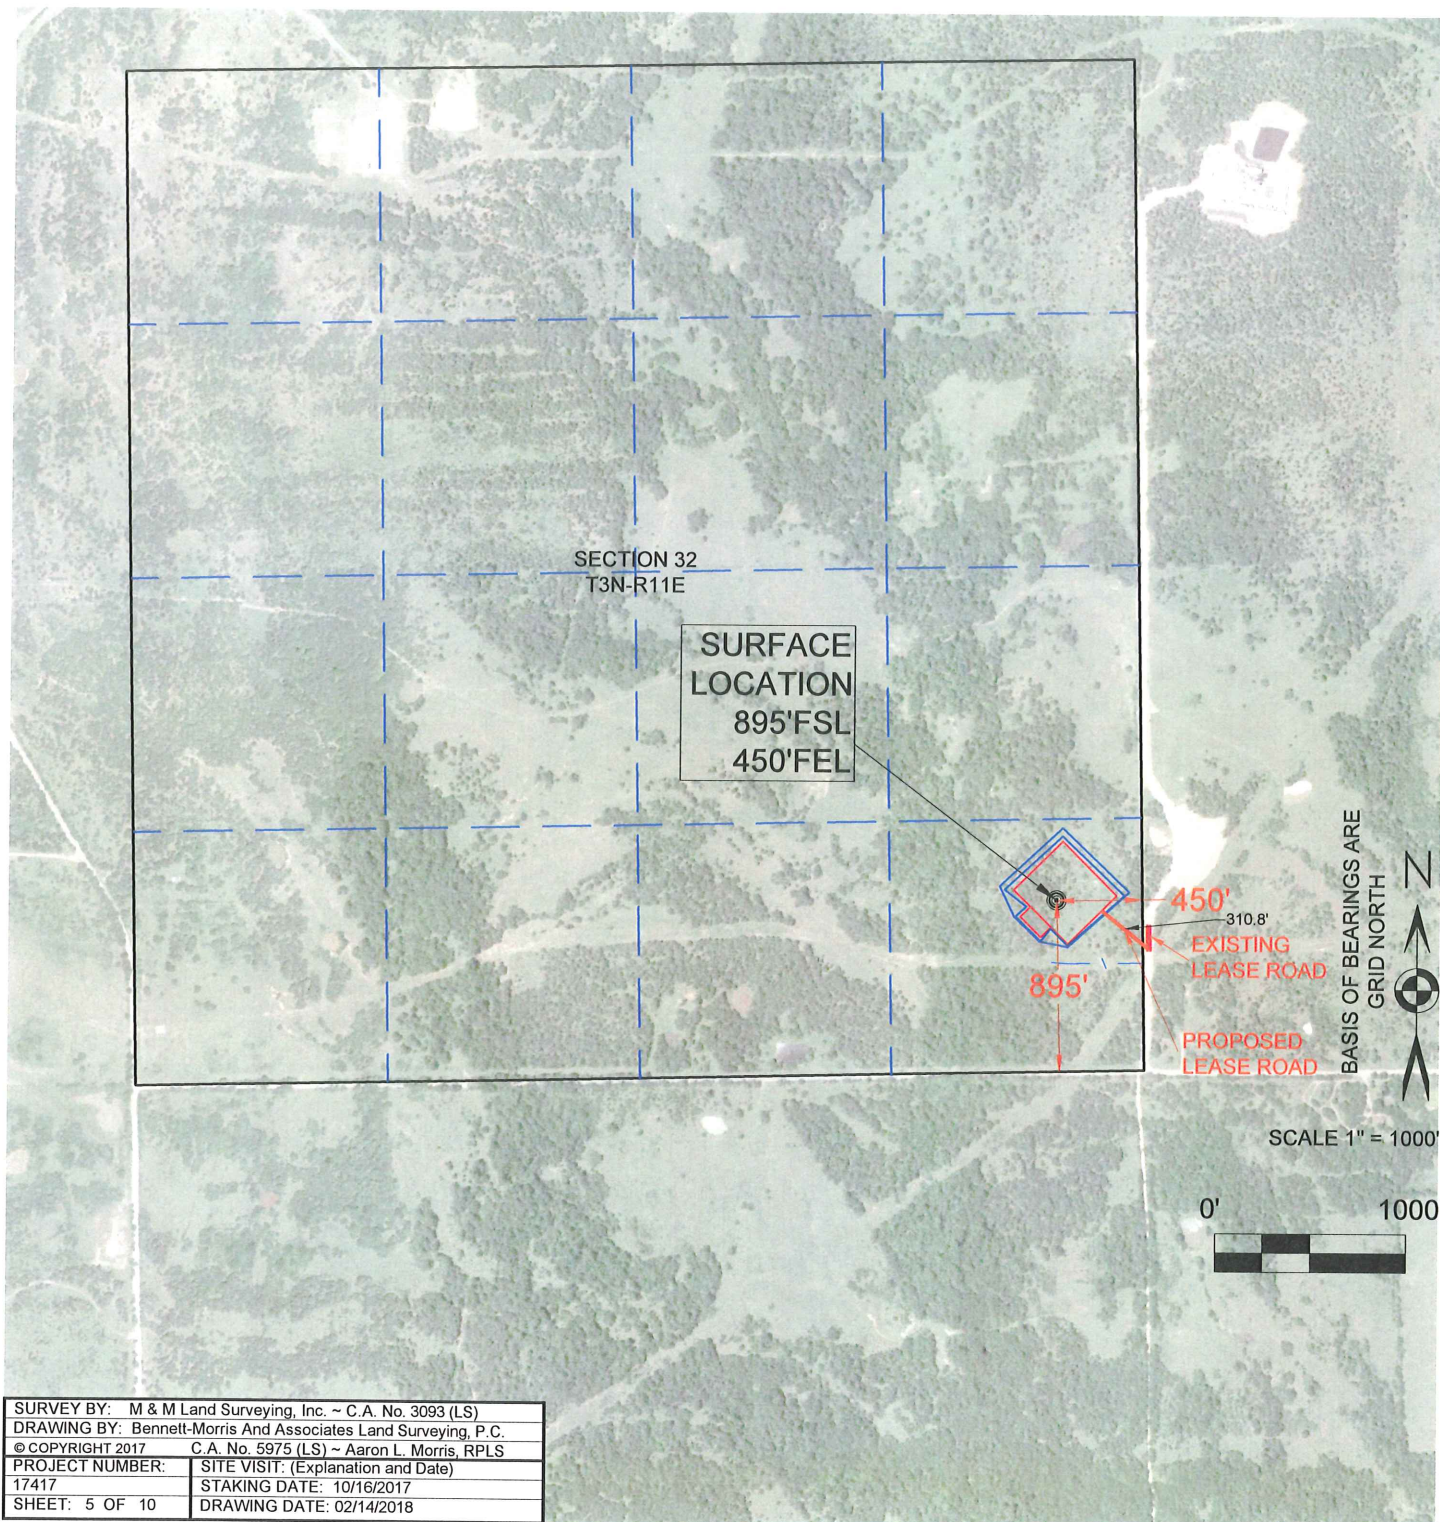 SECTION 32
T3N-R11E
SURFACE
LOCATION
895'FSL
450'FEL
450'
310.8'
EXISTING
LEASE ROAD
895'
PROPOSED
LEASE ROAD
BASIS OF BEARINGS ARE
GRID NORTH
N
SCALE 1" = 1000'
0' 1000
SURVEY BY: M & M Land Surveying, Inc. ~ C.A. No. 3093 (LS)
DRAWING BY: Bennett-Morris And Associates Land Surveying, P.C.
© COPYRIGHT 2017 C.A. No. 5975 (LS) ~ Aaron L. Morris, RPLS
PROJECT NUMBER: SITE VISIT: (Explanation and Date)
17417 STAKING DATE: 10/16/2017
SHEET: 5 OF 10 DRAWING DATE: 02/14/2018